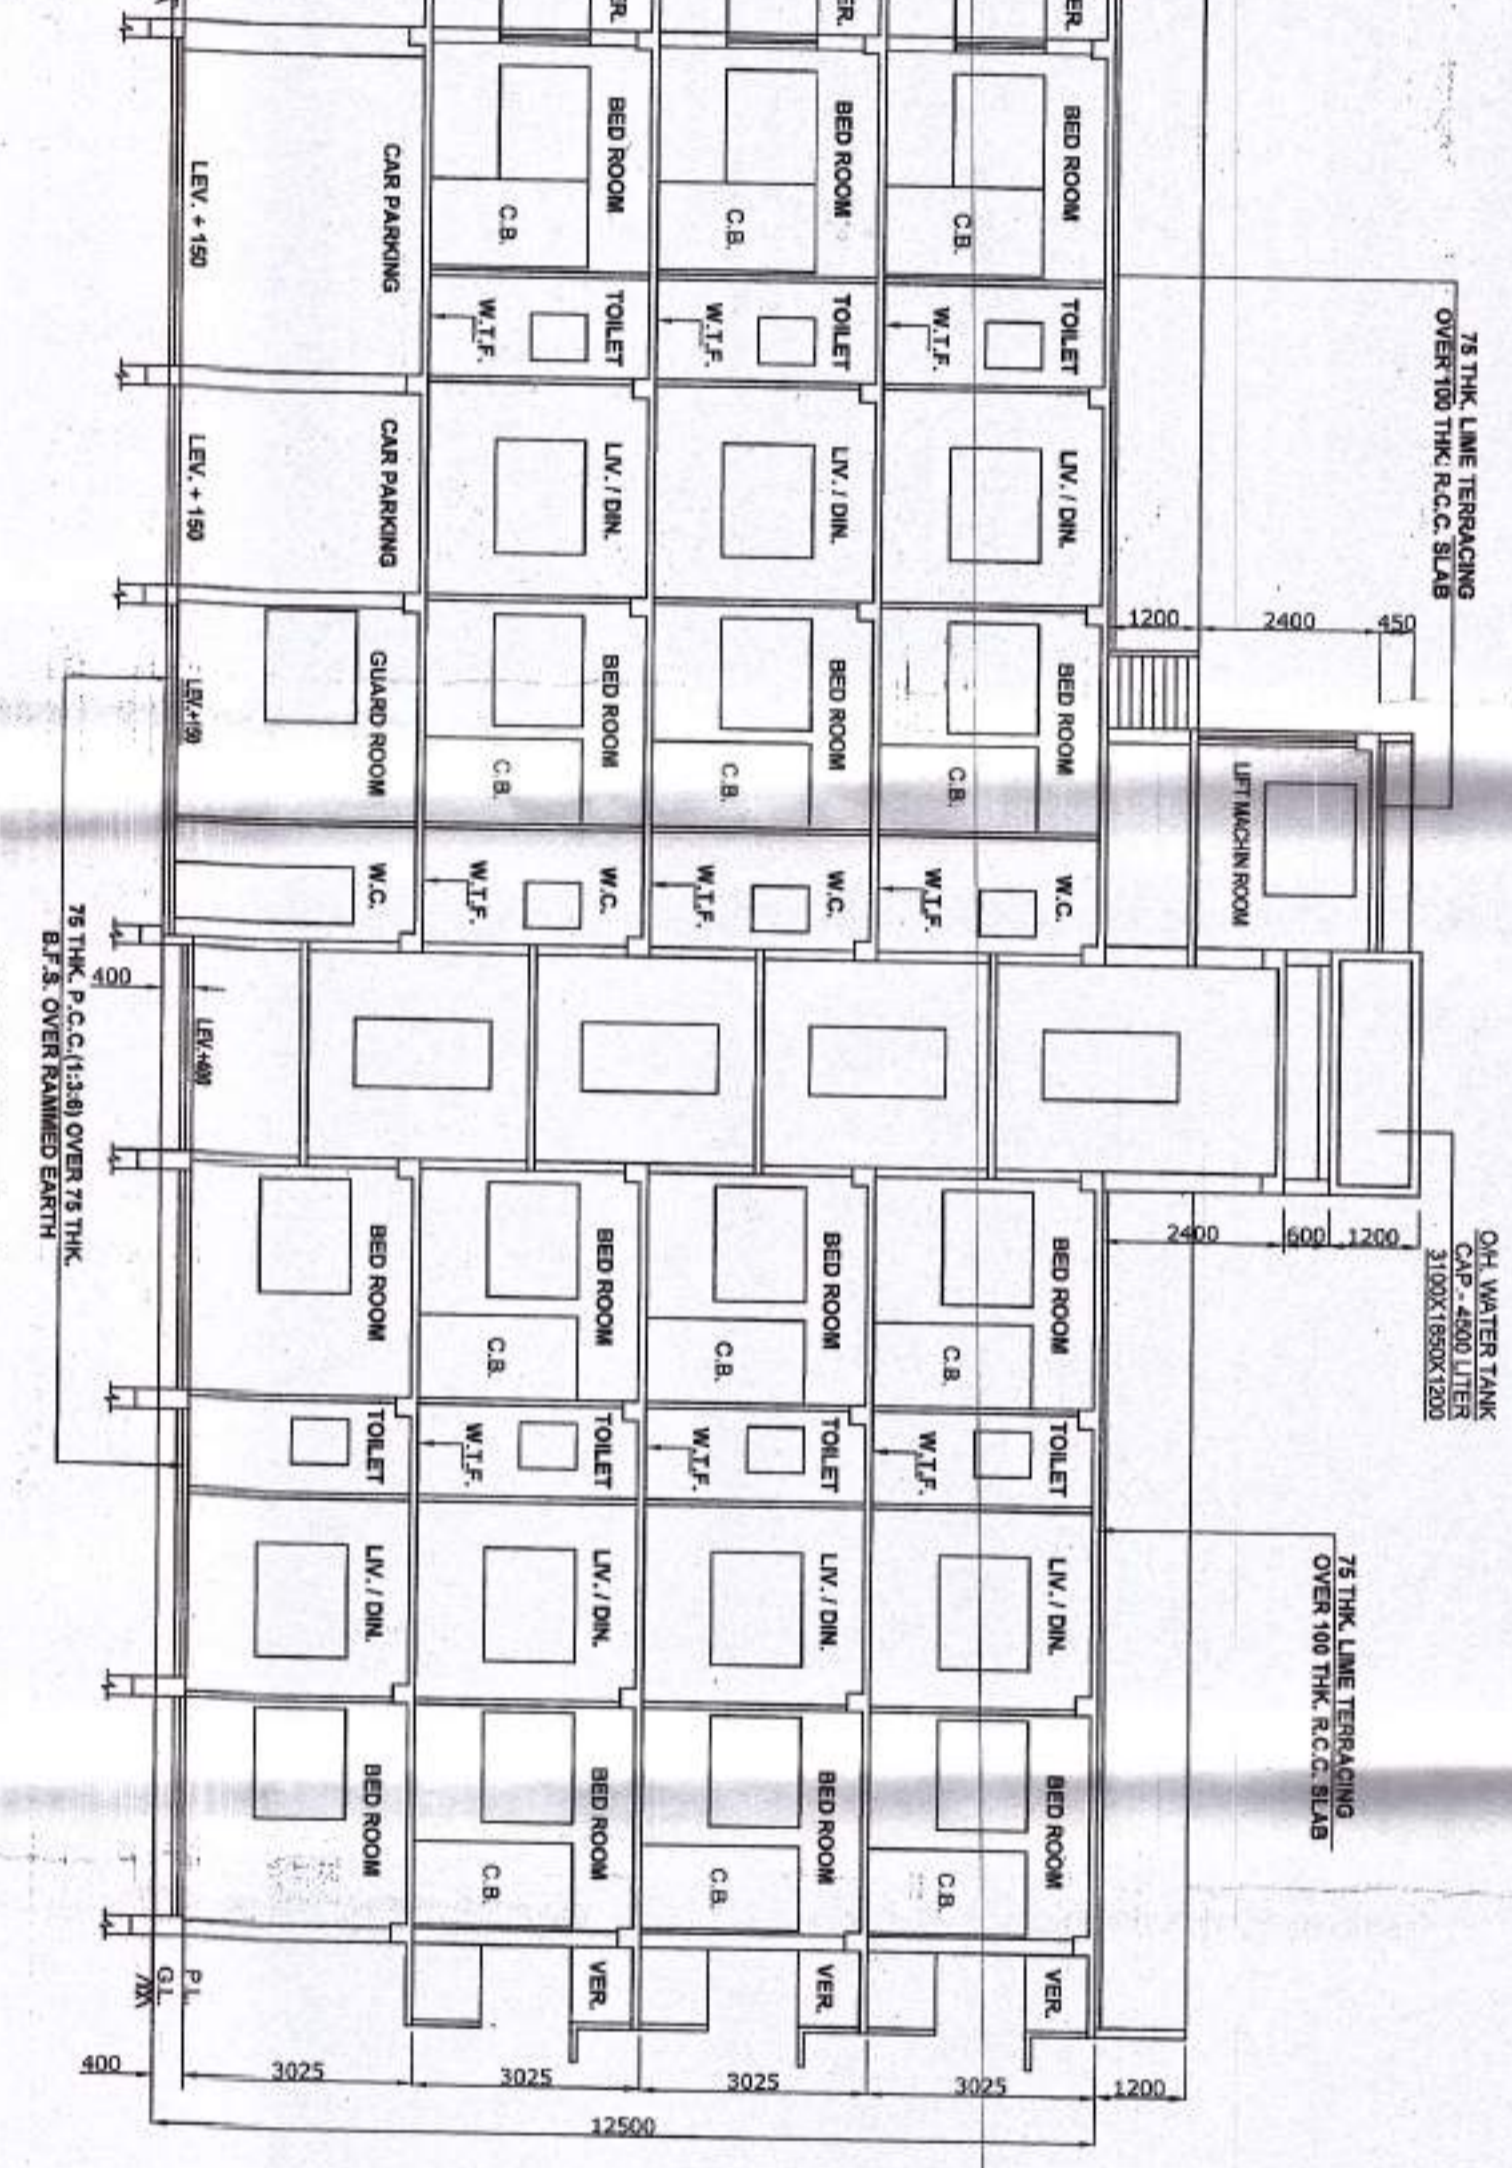 75 THK. LIME TERRACING
OVER 100 THK. R.C.C. SLAB
O/H. WATER TANK
CAP.- 4500 LITER
3100X1650X1200
75 THK. LIME TERRACING
OVER 100 THK. R.C.C. SLAB
1200
2400
450
2400
600
1200
LIFT MACHIN ROOM
ER.
BED ROOM
C.B.
TOILET
W.T.F.
LIV. / DIN.
BED ROOM
C.B.
W.C.
W.T.F.
BED ROOM
C.B.
TOILET
W.T.F.
LIV. / DIN.
BED ROOM
C.B.
VER.
ER.
BED ROOM
C.B.
TOILET
W.T.F.
LIV. / DIN.
BED ROOM
C.B.
W.C.
W.T.F.
BED ROOM
C.B.
TOILET
W.T.F.
LIV. / DIN.
BED ROOM
C.B.
VER.
ER.
BED ROOM
C.B.
TOILET
W.T.F.
LIV. / DIN.
BED ROOM
C.B.
W.C.
W.T.F.
BED ROOM
C.B.
TOILET
W.T.F.
LIV. / DIN.
BED ROOM
C.B.
VER.
CAR PARKING
CAR PARKING
GUARD ROOM
W.C.
BED ROOM
TOILET
LIV. / DIN.
BED ROOM
LEV. + 150
LEV. + 150
LEV.+150
LEV.+400
400
P.L.
G.L.
75 THK. P.C.C.(1:3:6) OVER 75 THK.
B.F.S. OVER RAMMED EARTH
1200
3025
3025
3025
3025
400
12500